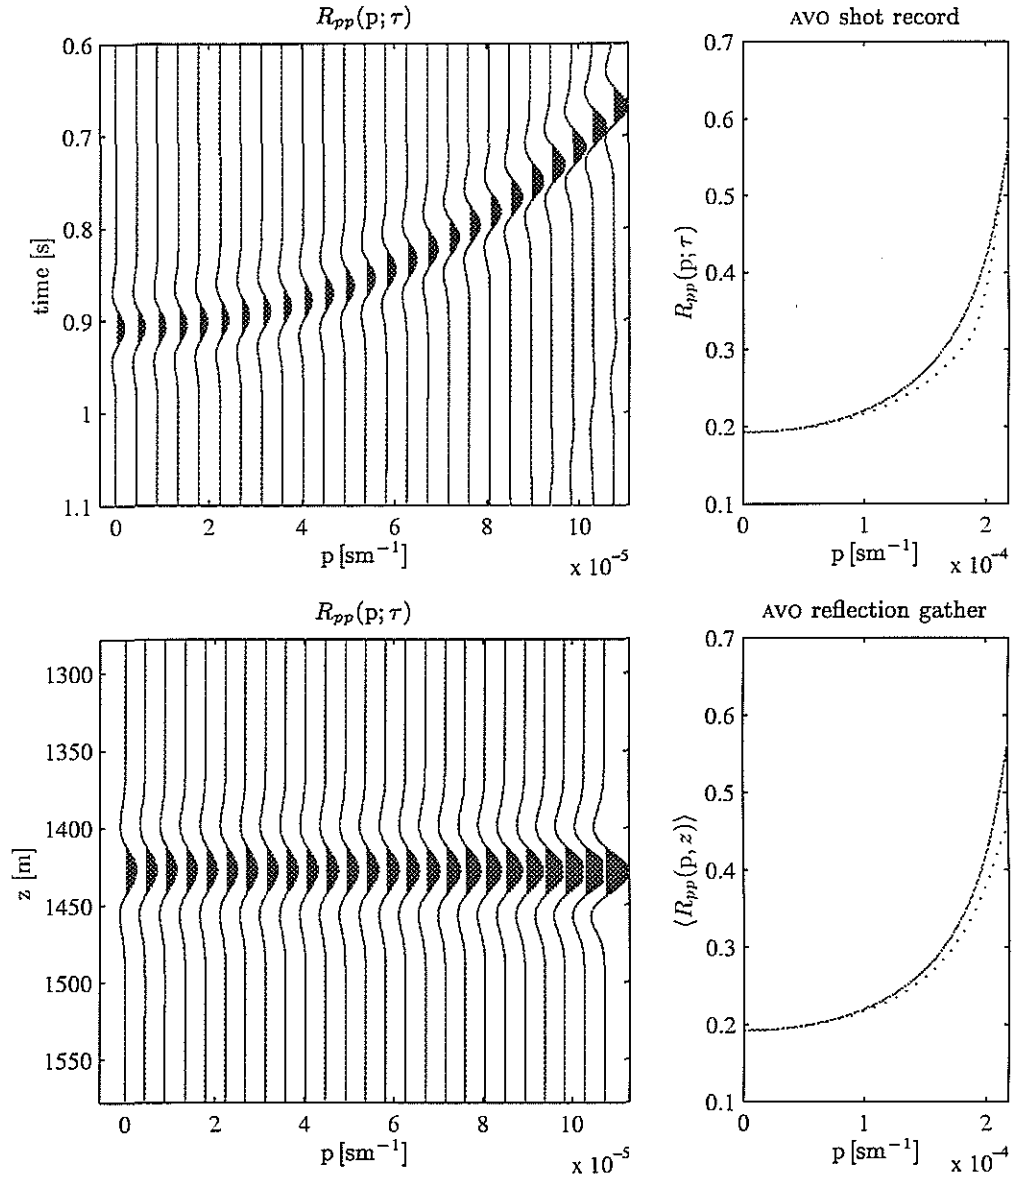 R_{pp}(p; τ)
0.6
0.7
0.8
0.9
1
1.1
time [s]
0 2 4 6 8 10
p [sm⁻¹]
x 10⁻⁵
AVO shot record
0.7
0.6
0.5
0.4
0.3
0.2
0.1
R_{pp}(p; τ)
0 1 2
p [sm⁻¹]
x 10⁻⁴
R_{pp}(p; τ)
1300
1350
1400
1450
1500
1550
z [m]
0 2 4 6 8 10
p [sm⁻¹]
x 10⁻⁵
AVO reflection gather
0.7
0.6
0.5
0.4
0.3
0.2
0.1
⟨R_{pp}(p, z)⟩
0 1 2
p [sm⁻¹]
x 10⁻⁴